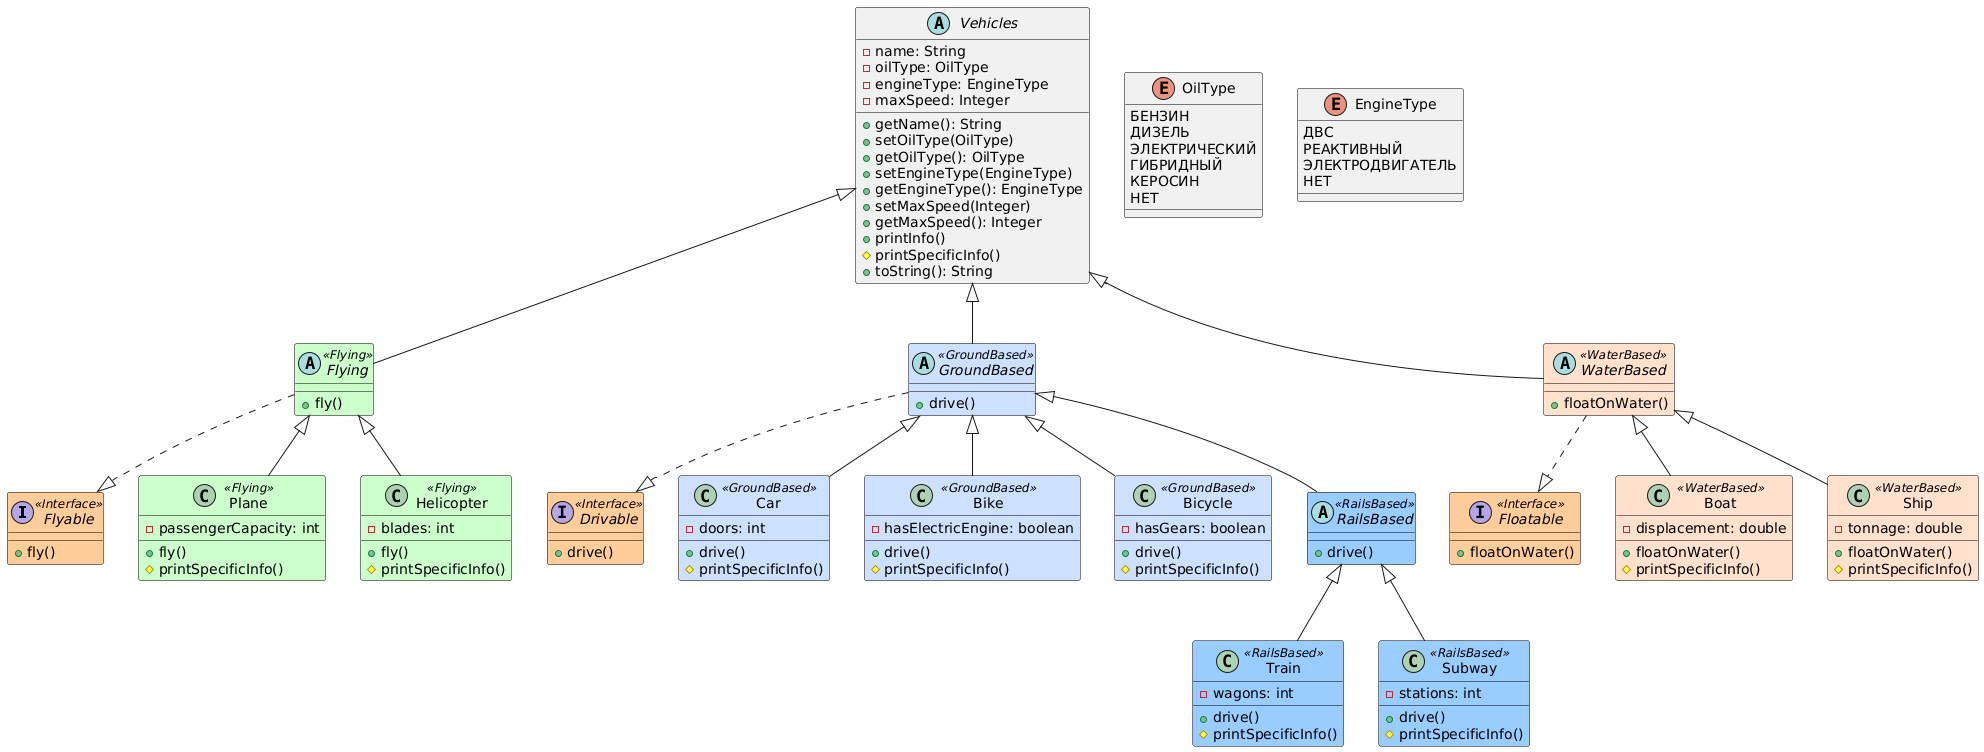 A Vehicles
name: String
oilType: OilType
engineType: EngineType
maxSpeed: Integer
getName(): String
setOilType(OilType)
getOilType(): OilType
setEngineType(EngineType)
getEngineType(): EngineType
setMaxSpeed(Integer)
getMaxSpeed(): Integer
printInfo()
printSpecificInfo()
toString(): String
E OilType
БЕНЗИН
ДИЗЕЛЬ
ЭЛЕКТРИЧЕСКИЙ
ГИБРИДНЫЙ
КЕРОСИН
НЕТ
E EngineType
ДВС
РЕАКТИВНЫЙ
ЭЛЕКТРОДВИГАТЕЛЬ
НЕТ
A «Flying»
Flying
fly()
A «GroundBased»
GroundBased
drive()
A «WaterBased»
WaterBased
floatOnWater()
I «Interface»
Flyable
fly()
C «Flying»
Plane
passengerCapacity: int
fly()
printSpecificInfo()
C «Flying»
Helicopter
blades: int
fly()
printSpecificInfo()
I «Interface»
Drivable
drive()
C «GroundBased»
Car
doors: int
drive()
printSpecificInfo()
C «GroundBased»
Bike
hasElectricEngine: boolean
drive()
printSpecificInfo()
C «GroundBased»
Bicycle
hasGears: boolean
drive()
printSpecificInfo()
A «RailsBased»
RailsBased
drive()
I «Interface»
Floatable
floatOnWater()
C «WaterBased»
Boat
displacement: double
floatOnWater()
printSpecificInfo()
C «WaterBased»
Ship
tonnage: double
floatOnWater()
printSpecificInfo()
C «RailsBased»
Train
wagons: int
drive()
printSpecificInfo()
C «RailsBased»
Subway
stations: int
drive()
printSpecificInfo()